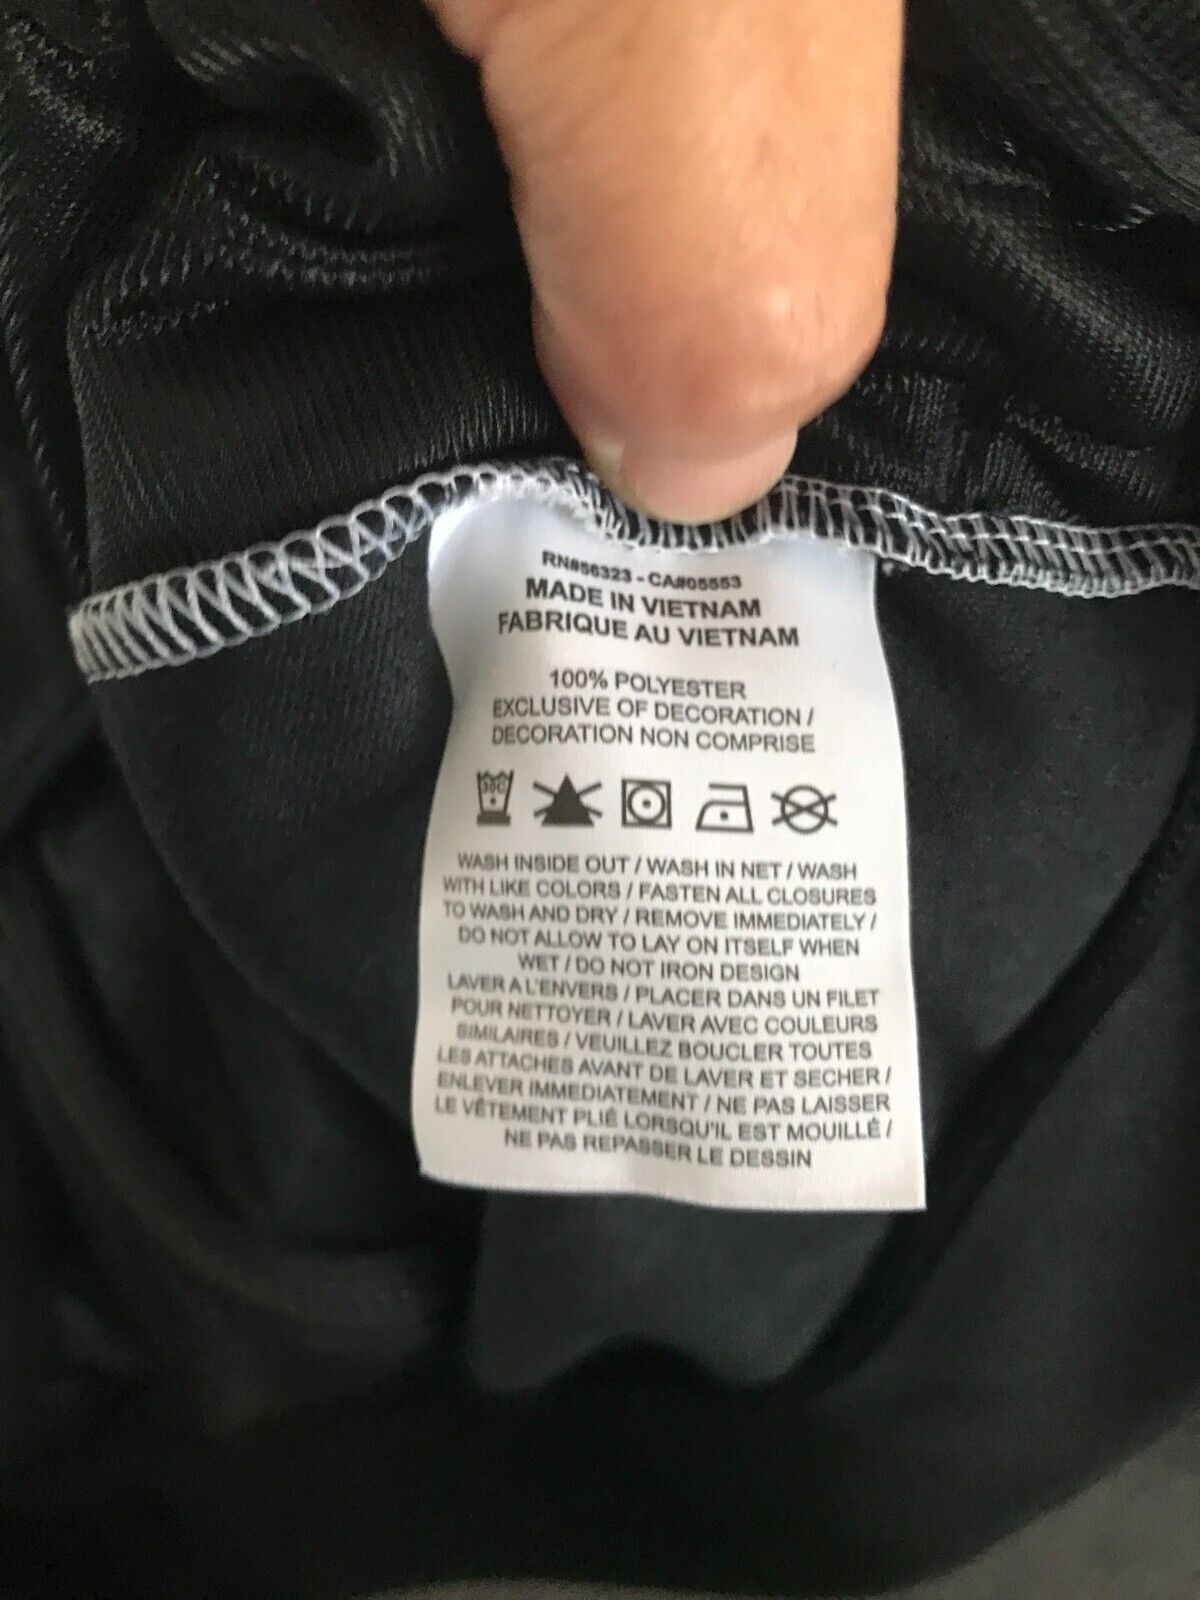 RN#56323 - CA#05553
MADE IN VIETNAM
FABRIQUE AU VIETNAM
100% POLYESTER
EXCLUSIVE OF DECORATION /
DECORATION NON COMPRISE
30C
WASH INSIDE OUT / WASH IN NET / WASH
WITH LIKE COLORS / FASTEN ALL CLOSURES
TO WASH AND DRY / REMOVE IMMEDIATELY /
DO NOT ALLOW TO LAY ON ITSELF WHEN
WET / DO NOT IRON DESIGN
LAVER A L'ENVERS / PLACER DANS UN FILET
POUR NETTOYER / LAVER AVEC COULEURS
SIMILAIRES / VEUILLEZ BOUCLER TOUTES
LES ATTACHES AVANT DE LAVER ET SECHER /
ENLEVER IMMEDIATEMENT / NE PAS LAISSER
LE VÊTEMENT PLIÉ LORSQU'IL EST MOUILLÉ /
NE PAS REPASSER LE DESSIN